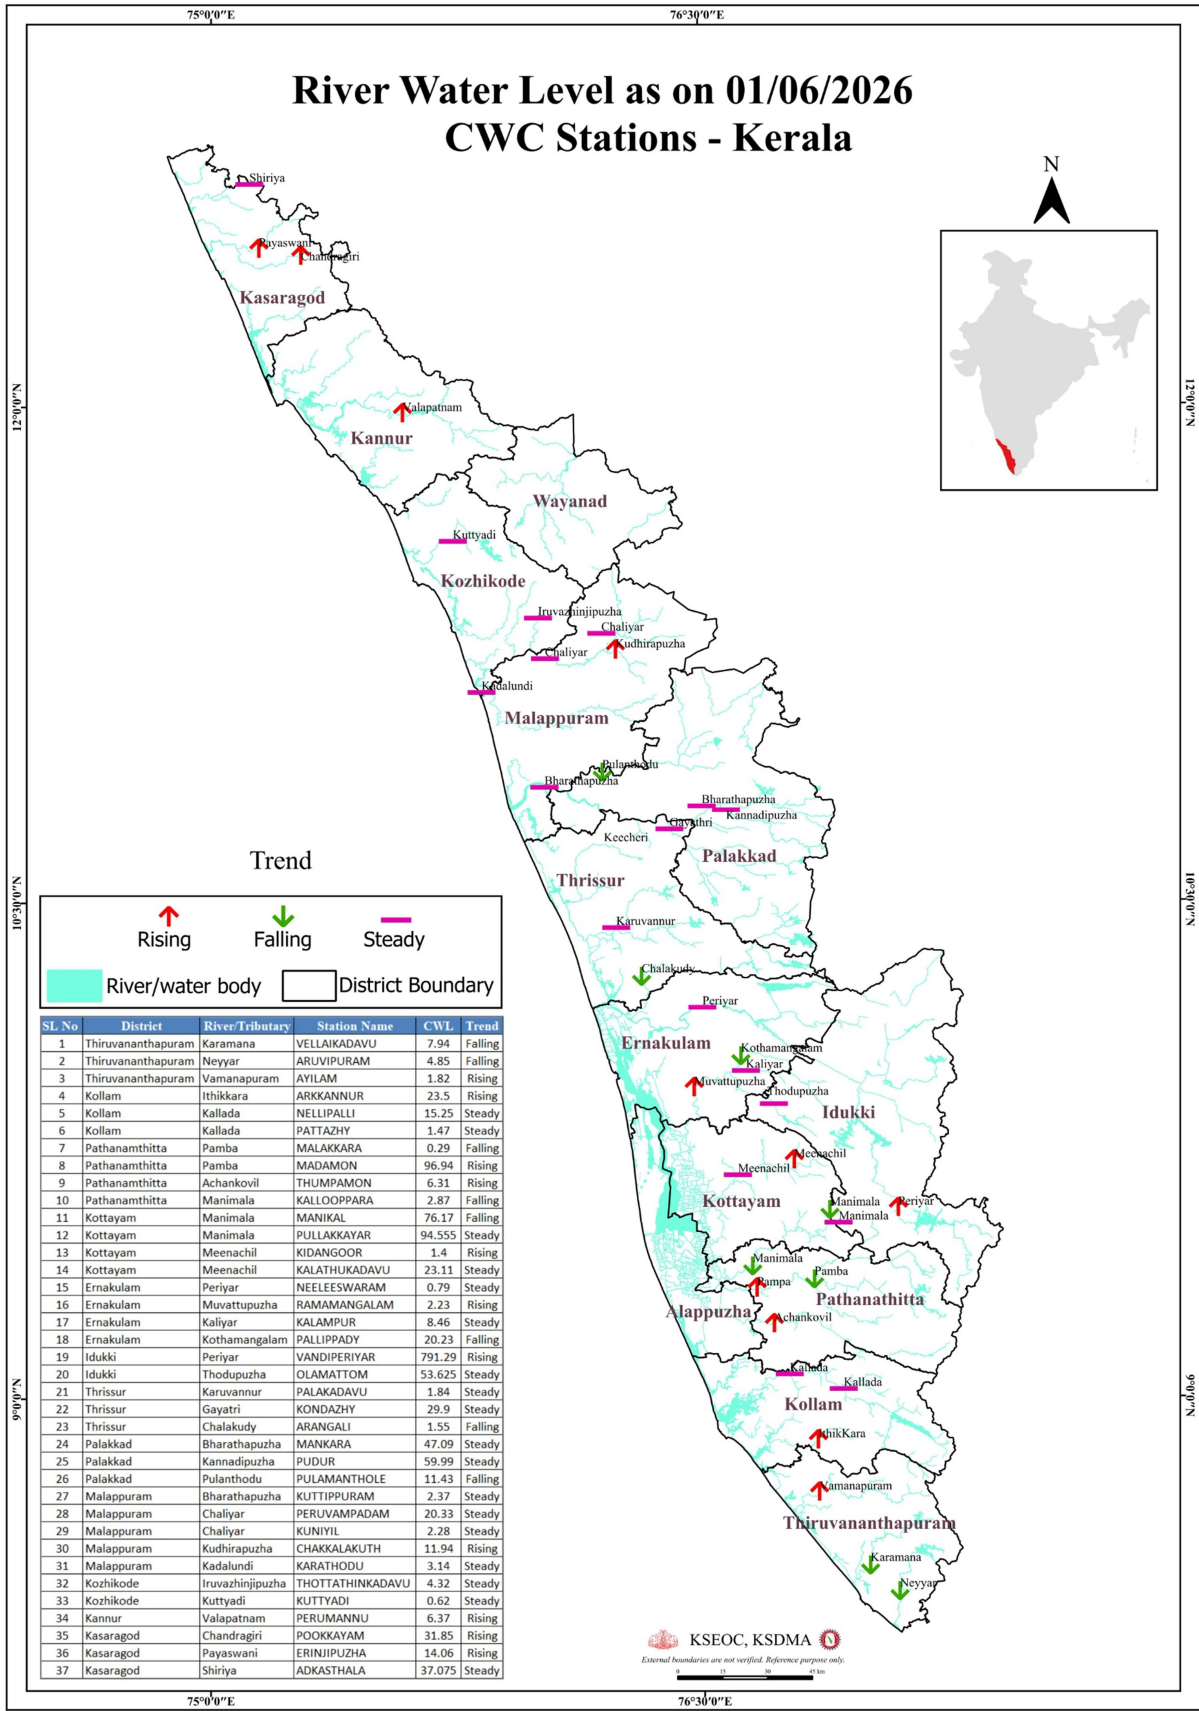 75°0'0"E
76°30'0"E
River Water Level as on 01/06/2026
CWC Stations - Kerala
N
Shiriya
Payaswani
Chandragiri
Kasaragod
12°0'0"N
12°0'0"N
Valapatnam
Kannur
Wayanad
Kuttyadi
Kozhikode
Iruvazhinjipuzha
Chaliyar
Kudhirapuzha
Chaliyar
Kadalundi
Malappuram
Pulanthodu
Bharathapuzha
Bharathapuzha
Kannadipuzha
Gayathri
Keecheri
Palakkad
Thrissur
10°30'0"N
10°30'0"N
Karuvannur
Chalakudy
Periyar
Ernakulam
Kothamangalam
Kaliyar
Muvattupuzha
Thodupuzha
Idukki
Meenachil
Meenachil
Kottayam
Manimala
Periyar
Manimala
Manimala
Pamba
Pampa
Pathanathitta
Alappuzha
Achankovil
Kallada
Kallada
9°0'0"N
9°0'0"N
Kollam
IthikKara
Vamanapuram
Thiruvananthapuram
Karamana
Neyyar
Trend
Rising Falling Steady
River/water body District Boundary
SL No District River/Tributary Station Name CWL Trend
1 Thiruvananthapuram Karamana VELLAIKADAVU 7.94 Falling
2 Thiruvananthapuram Neyyar ARUVIPURAM 4.85 Falling
3 Thiruvananthapuram Vamanapuram AYILAM 1.82 Rising
4 Kollam Ithikkara ARKKANNUR 23.5 Rising
5 Kollam Kallada NELLIPALLI 15.25 Steady
6 Kollam Kallada PATTAZHY 1.47 Steady
7 Pathanamthitta Pamba MALAKKARA 0.29 Falling
8 Pathanamthitta Pamba MADAMON 96.94 Rising
9 Pathanamthitta Achankovil THUMPAMON 6.31 Rising
10 Pathanamthitta Manimala KALLOOPPARA 2.87 Falling
11 Kottayam Manimala MANIKAL 76.17 Falling
12 Kottayam Manimala PULLAKKAYAR 94.555 Steady
13 Kottayam Meenachil KIDANGOOR 1.4 Rising
14 Kottayam Meenachil KALATHUKADAVU 23.11 Steady
15 Ernakulam Periyar NEELEESWARAM 0.79 Steady
16 Ernakulam Muvattupuzha RAMAMANGALAM 2.23 Rising
17 Ernakulam Kaliyar KALAMPUR 8.46 Steady
18 Ernakulam Kothamangalam PALLIPPADY 20.23 Falling
19 Idukki Periyar VANDIPERIYAR 791.29 Rising
20 Idukki Thodupuzha OLAMATTOM 53.625 Steady
21 Thrissur Karuvannur PALAKADAVU 1.84 Steady
22 Thrissur Gayatri KONDAZHY 29.9 Steady
23 Thrissur Chalakudy ARANGALI 1.55 Falling
24 Palakkad Bharathapuzha MANKARA 47.09 Steady
25 Palakkad Kannadipuzha PUDUR 59.99 Steady
26 Palakkad Pulanthodu PULAMANTHOLE 11.43 Falling
27 Malappuram Bharathapuzha KUTTIPPURAM 2.37 Steady
28 Malappuram Chaliyar PERUVAMPADAM 20.33 Steady
29 Malappuram Chaliyar KUNIYIL 2.28 Steady
30 Malappuram Kudhirapuzha CHAKKALAKUTH 11.94 Rising
31 Malappuram Kadalundi KARATHODU 3.14 Steady
32 Kozhikode Iruvazhinjipuzha THOTTATHINKADAVU 4.32 Steady
33 Kozhikode Kuttyadi KUTTYADI 0.62 Steady
34 Kannur Valapatnam PERUMANNU 6.37 Rising
35 Kasaragod Chandragiri POOKKAYAM 31.85 Rising
36 Kasaragod Payaswani ERINJIPUZHA 14.06 Rising
37 Kasaragod Shiriya ADKASTHALA 37.075 Steady
KSEOC, KSDMA
External boundaries are not verified. Reference purpose only.
0 15 30 45 km
75°0'0"E
76°30'0"E